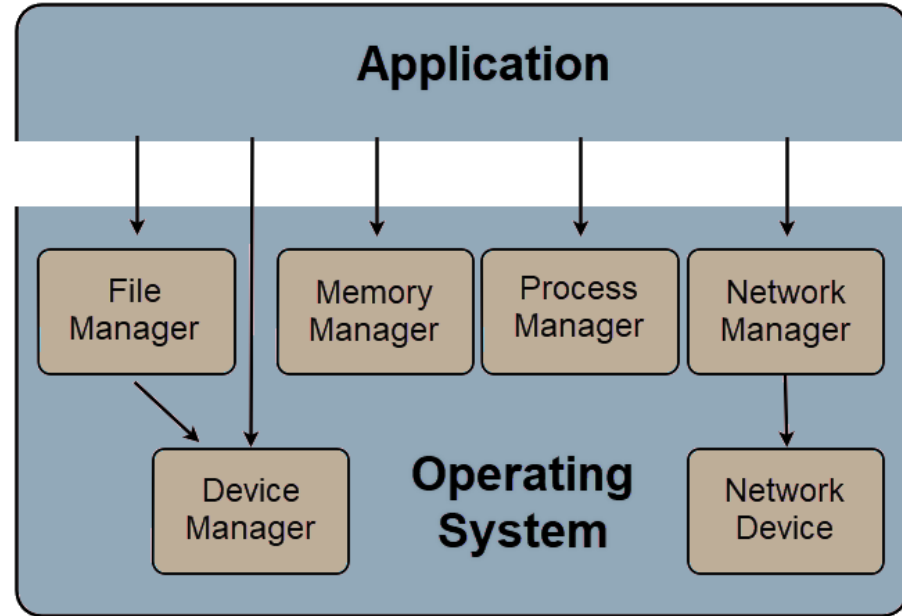 Application
File
Manager
Memory
Manager
Process
Manager
Network
Manager
Device
Manager
Operating
System
Network
Device